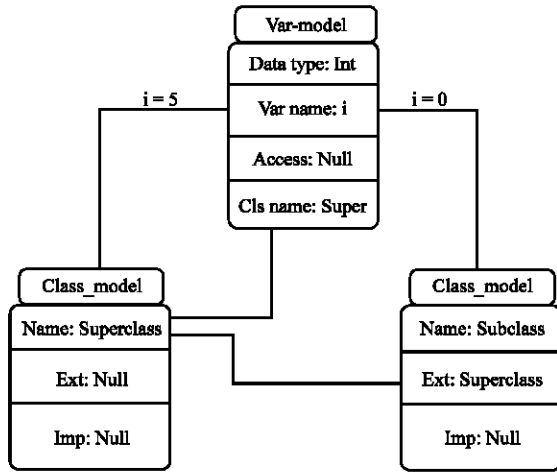 Var-model
Data type: Int
i = 5
Var name: i
i = 0
Access: Null
Cls name: Super
Class_model
Name: Superclass
Ext: Null
Imp: Null
Class_model
Name: Subclass
Ext: Superclass
Imp: Null